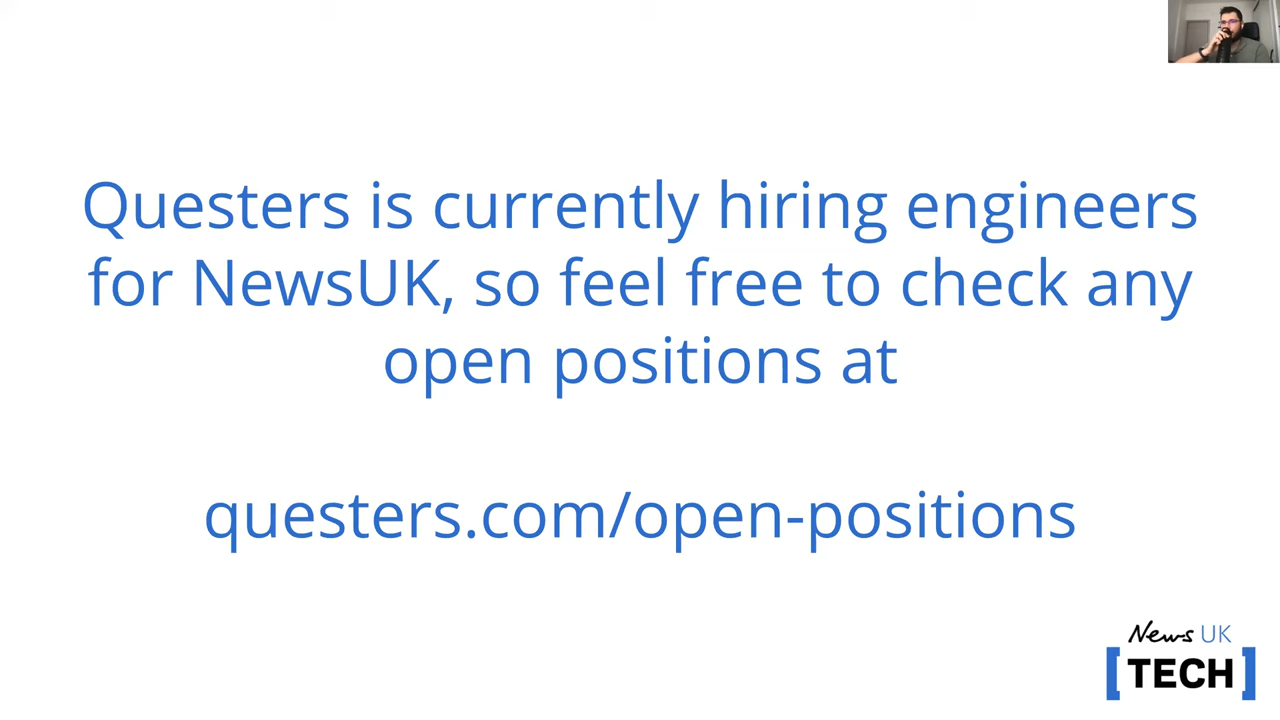 Questers is currently hiring engineers
for NewsUK, so feel free to check any
open positions at
questers.com/open-positions
News UK
[TECH]